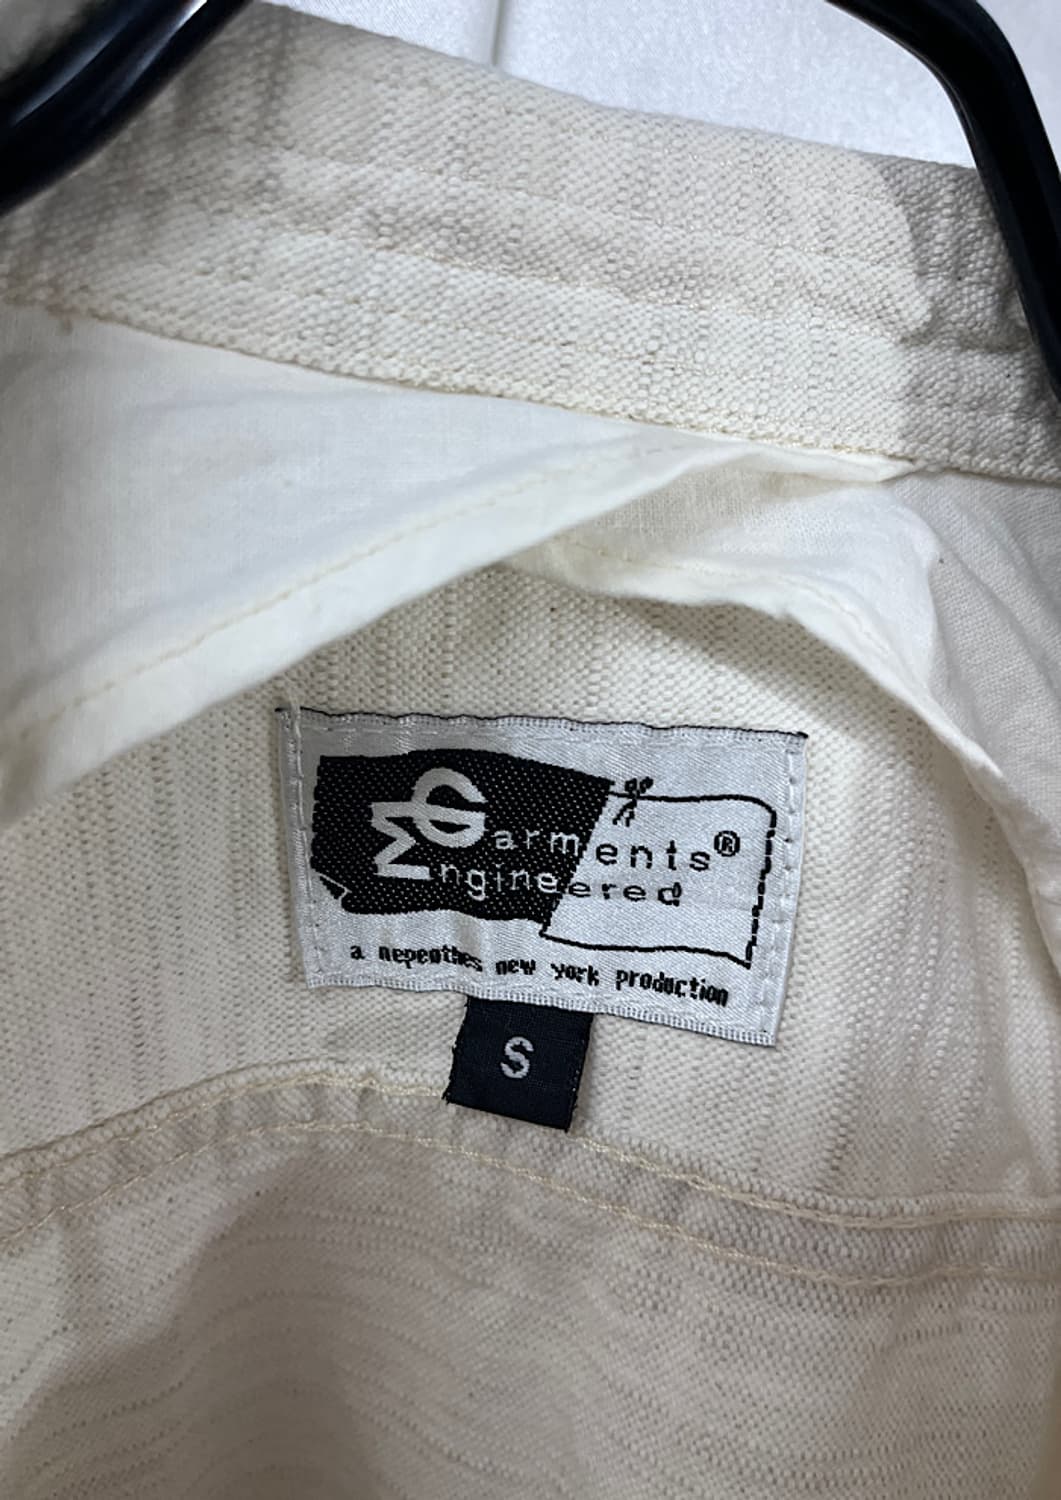 Garments®
Engineered
a nepenthes new york production
S